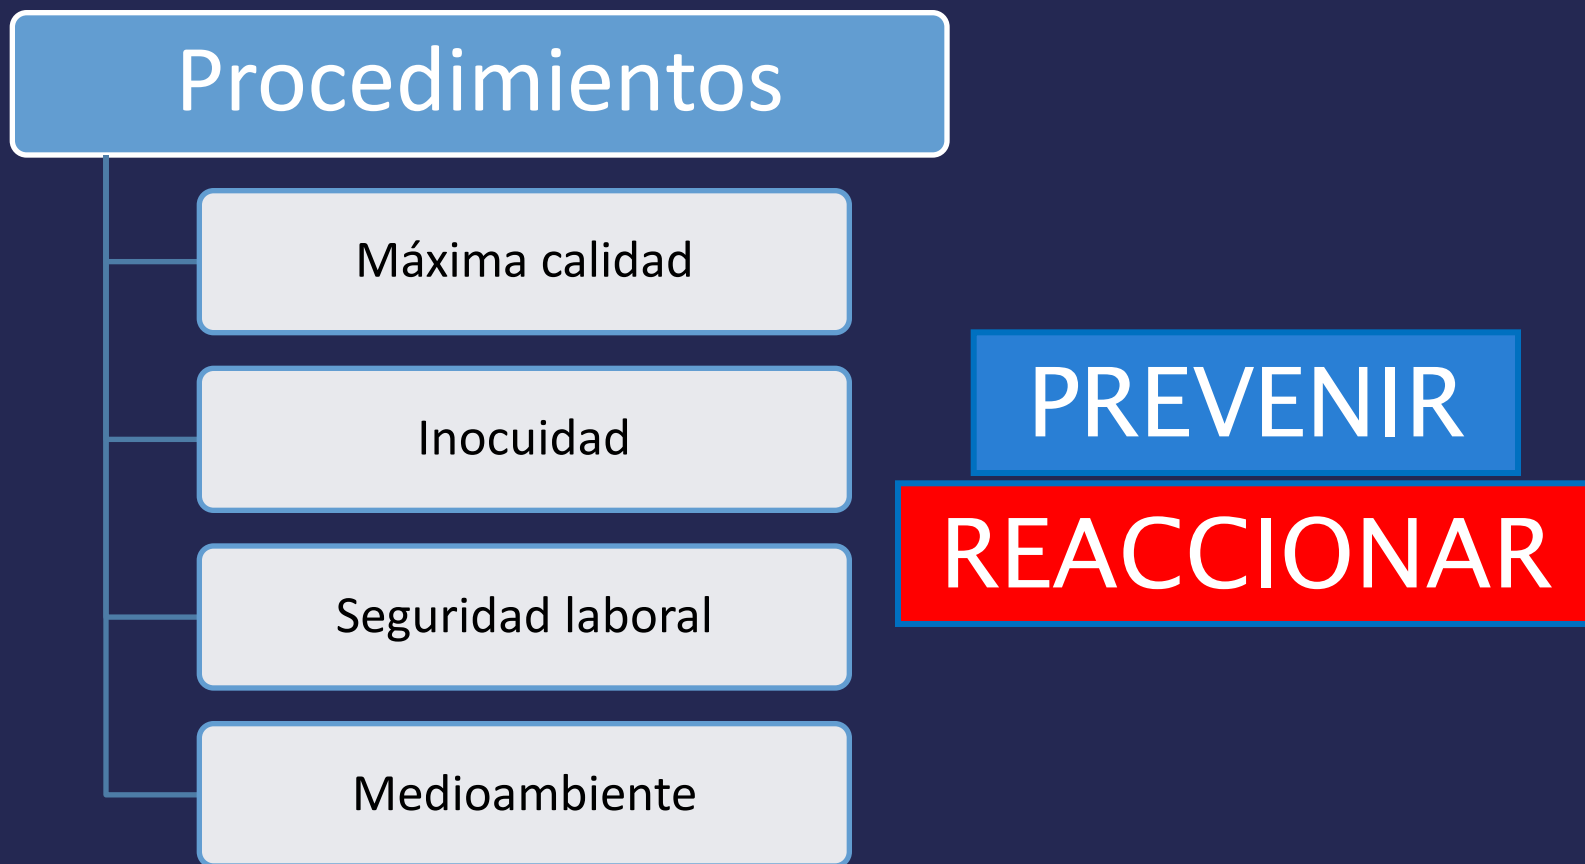 Procedimientos
Máxima calidad
Inocuidad
Seguridad laboral
Medioambiente
PREVENIR
REACCIONAR